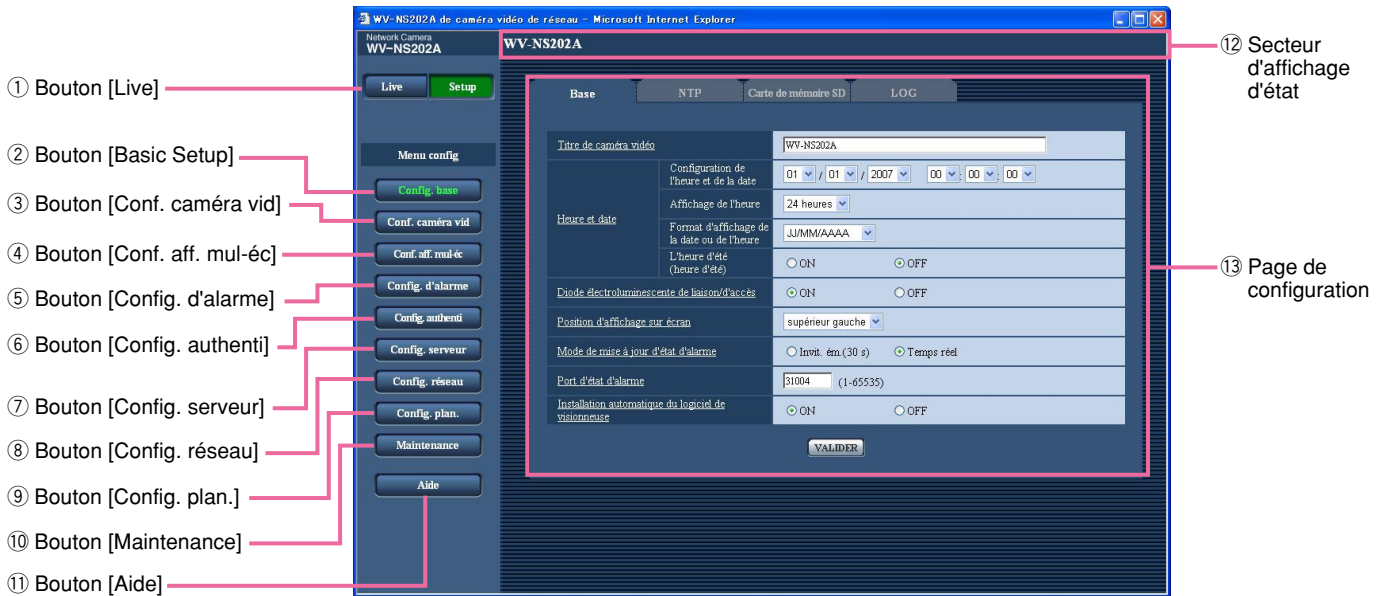 WV-NS202A de caméra vidéo de réseau - Microsoft Internet Explorer
Network Camera
WV-NS202A
WV-NS202A
⑫ Secteur
d'affichage
d'état
① Bouton [Live]
Live
Setup
Base
NTP
Carte de mémoire SD
LOG
② Bouton [Basic Setup]
③ Bouton [Conf. caméra vid]
④ Bouton [Conf. aff. mul-éc]
⑤ Bouton [Config. d'alarme]
⑥ Bouton [Config. authenti]
⑦ Bouton [Config. serveur]
⑧ Bouton [Config. réseau]
⑨ Bouton [Config. plan.]
⑩ Bouton [Maintenance]
⑪ Bouton [Aide]
Menu config
Config. base
Conf. caméra vid
Conf. aff. mul-éc
Config. d'alarme
Config. authenti
Config. serveur
Config. réseau
Config. plan.
Maintenance
Aide
Titre de caméra vidéo
WV-NS202A
Heure et date
Configuration de
l'heure et de la date
01 / 01 / 2007 00 : 00 : 00
Affichage de l'heure
24 heures
Format d'affichage de
la date ou de l'heure
JJ/MM/AAAA
L'heure d'été
(heure d'été)
ON OFF
Diode électroluminescente de liaison/d'accès
ON OFF
Position d'affichage sur écran
supérieur gauche
Mode de mise à jour d'état d'alarme
Invit. ém.(30 s) Temps réel
Port d'état d'alarme
31004 (1-65535)
Installation automatique du logiciel de
visionneuse
ON OFF
VALIDER
⑬ Page de
configuration